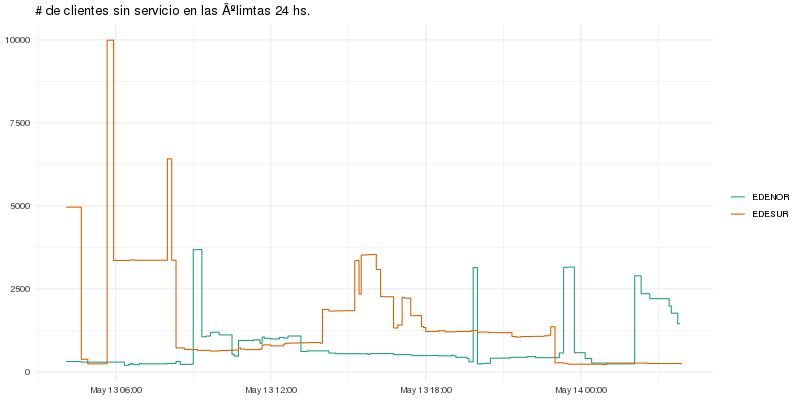 # de clientes sin servicio en las Ãºlimtas 24 hs.
10000
7500
5000
2500
0
May 13 06:00
May 13 12:00
May 13 18:00
May 14 00:00
EDENOR
EDESUR